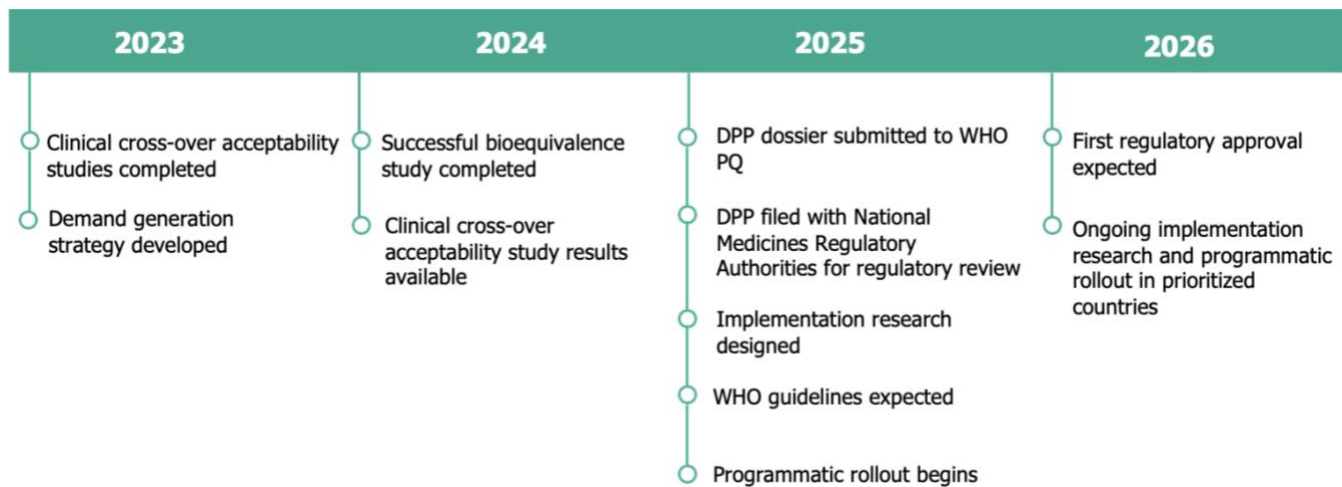 2023
Clinical cross-over acceptability
studies completed
Demand generation
strategy developed
2024
Successful bioequivalence
study completed
Clinical cross-over
acceptability study results
available
2025
DPP dossier submitted to WHO
PQ
DPP filed with National
Medicines Regulatory
Authorities for regulatory review
Implementation research
designed
WHO guidelines expected
Programmatic rollout begins
2026
First regulatory approval
expected
Ongoing implementation
research and programmatic
rollout in prioritized
countries